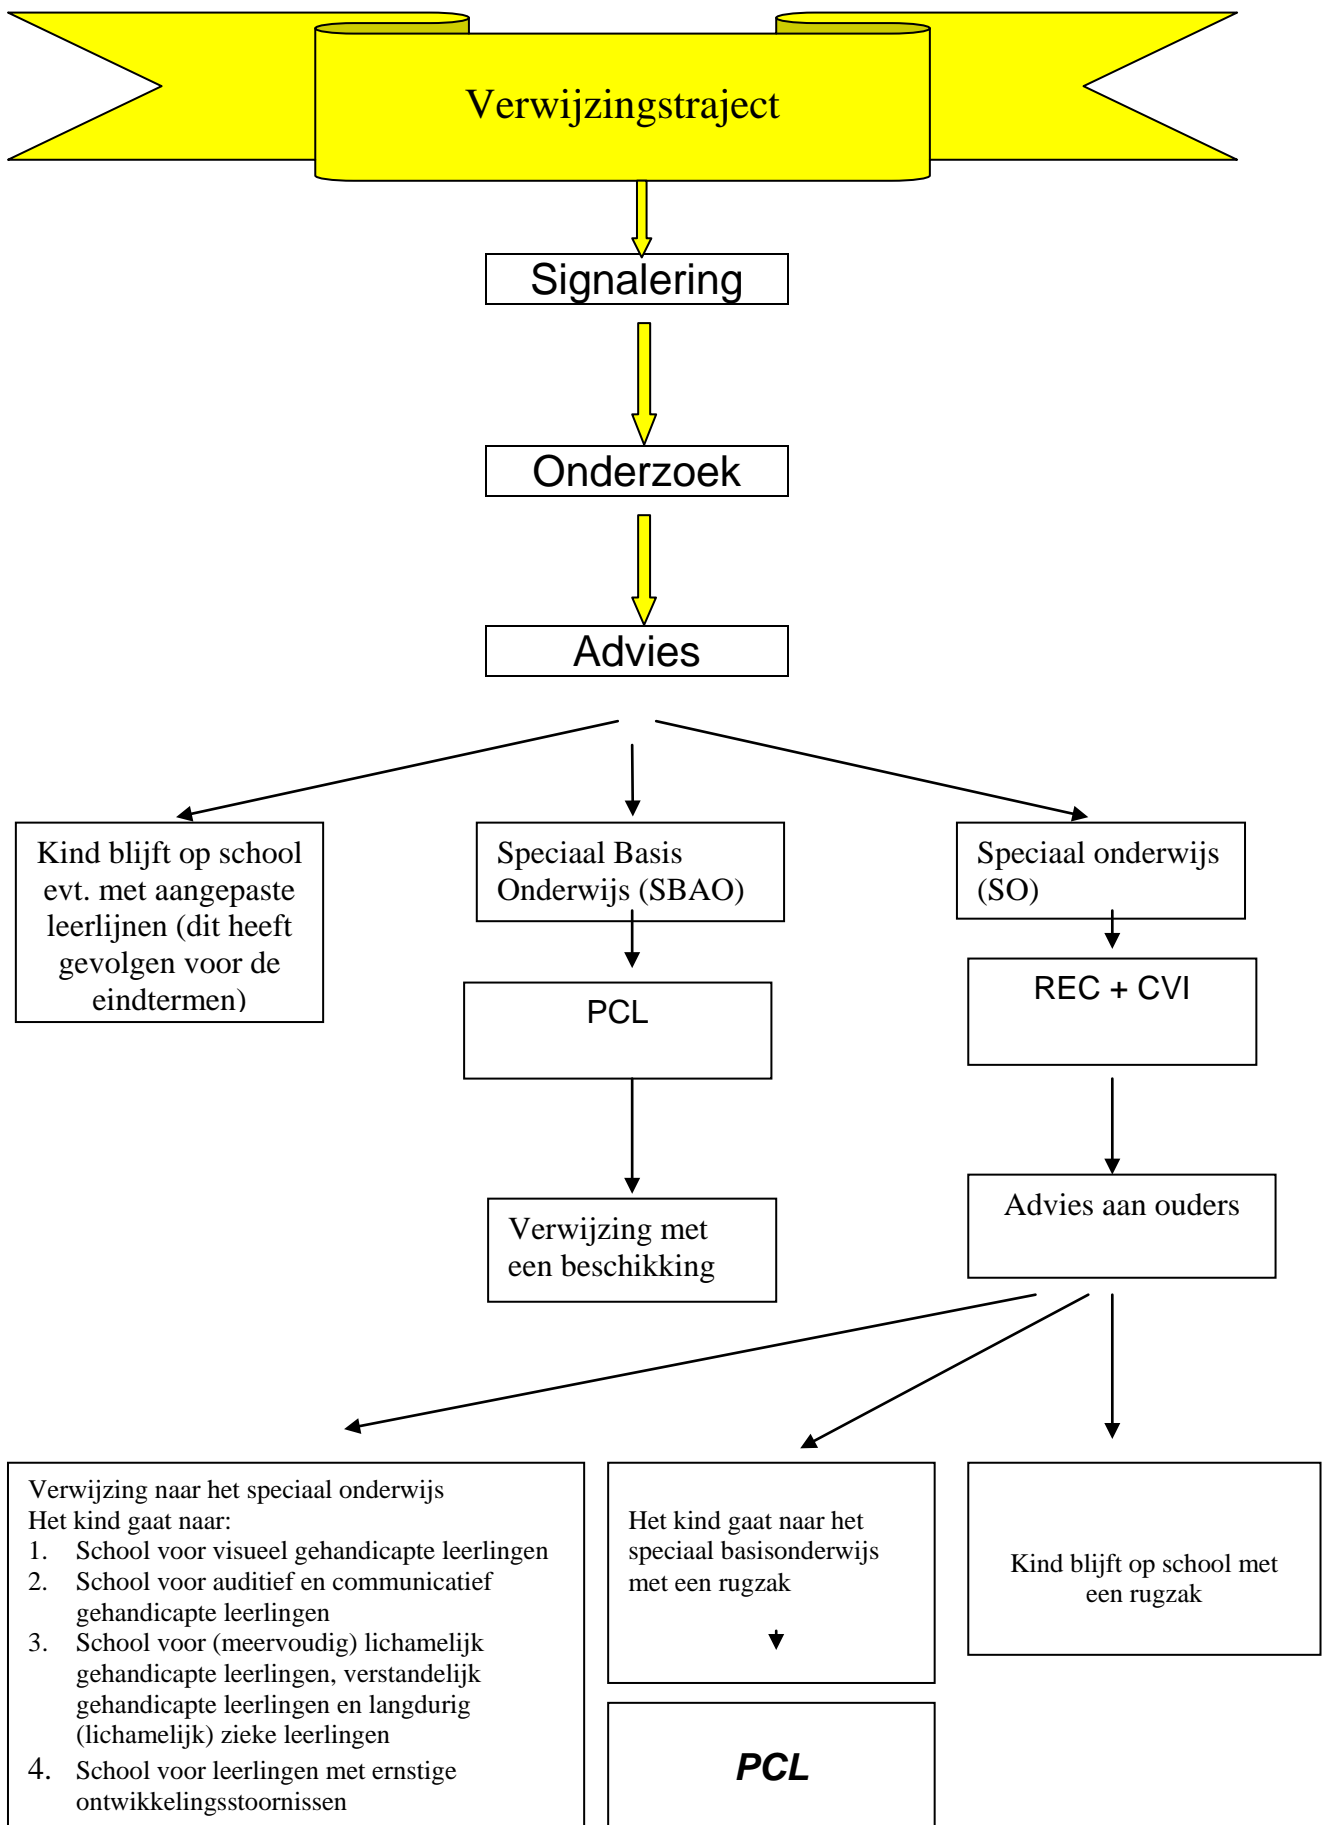 Verwijzingstraject
Signalering
Onderzoek
Advies
Kind blijft op school
evt. met aangepaste
leerlijnen (dit heeft
gevolgen voor de
eindtermen)
Speciaal Basis
Onderwijs (SBAO)
Speciaal onderwijs
(SO)
PCL
REC + CVI
Verwijzing met
een beschikking
Advies aan ouders
Verwijzing naar het speciaal onderwijs
Het kind gaat naar:
1. School voor visueel gehandicapte leerlingen
2. School voor auditief en communicatief
gehandicapte leerlingen
3. School voor (meervoudig) lichamelijk
gehandicapte leerlingen, verstandelijk
gehandicapte leerlingen en langdurig
(lichamelijk) zieke leerlingen
4. School voor leerlingen met ernstige
ontwikkelingsstoornissen
Het kind gaat naar het
speciaal basisonderwijs
met een rugzak
PCL
Kind blijft op school met
een rugzak